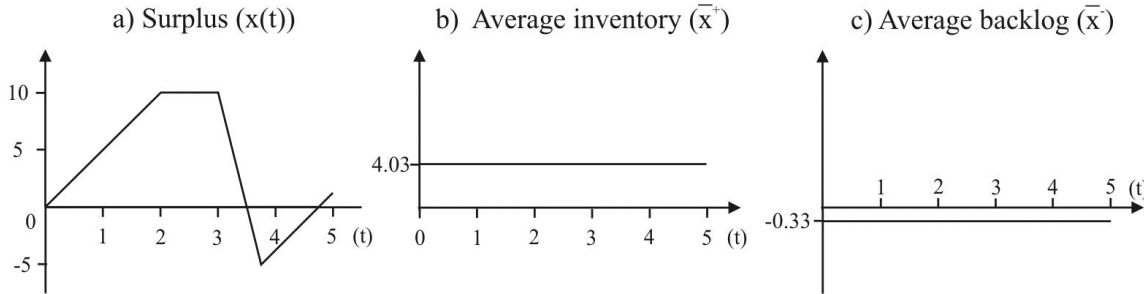 a) Surplus (x(t))
10
5
0
-5
1 2 3 4 5 (t)
b) Average inventory (x̅⁺)
4.03
0 1 2 3 4 5 (t)
c) Average backlog (x̅⁻)
1 2 3 4 5 (t)
-0.33